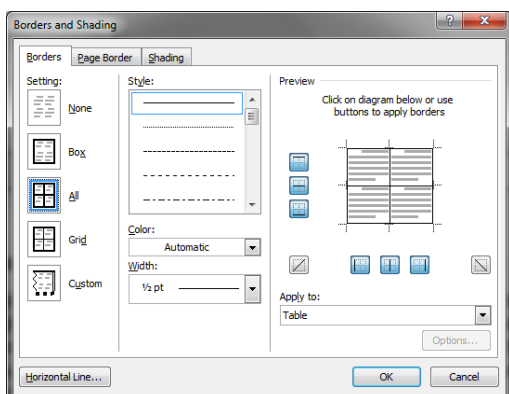 Borders and Shading
Borders
Page Border
Shading
Setting:
None
Box
All
Grid
Custom
Style:
Color:
Automatic
Width:
½ pt
Preview
Click on diagram below or use
buttons to apply borders
Apply to:
Table
Options...
Horizontal Line...
OK
Cancel